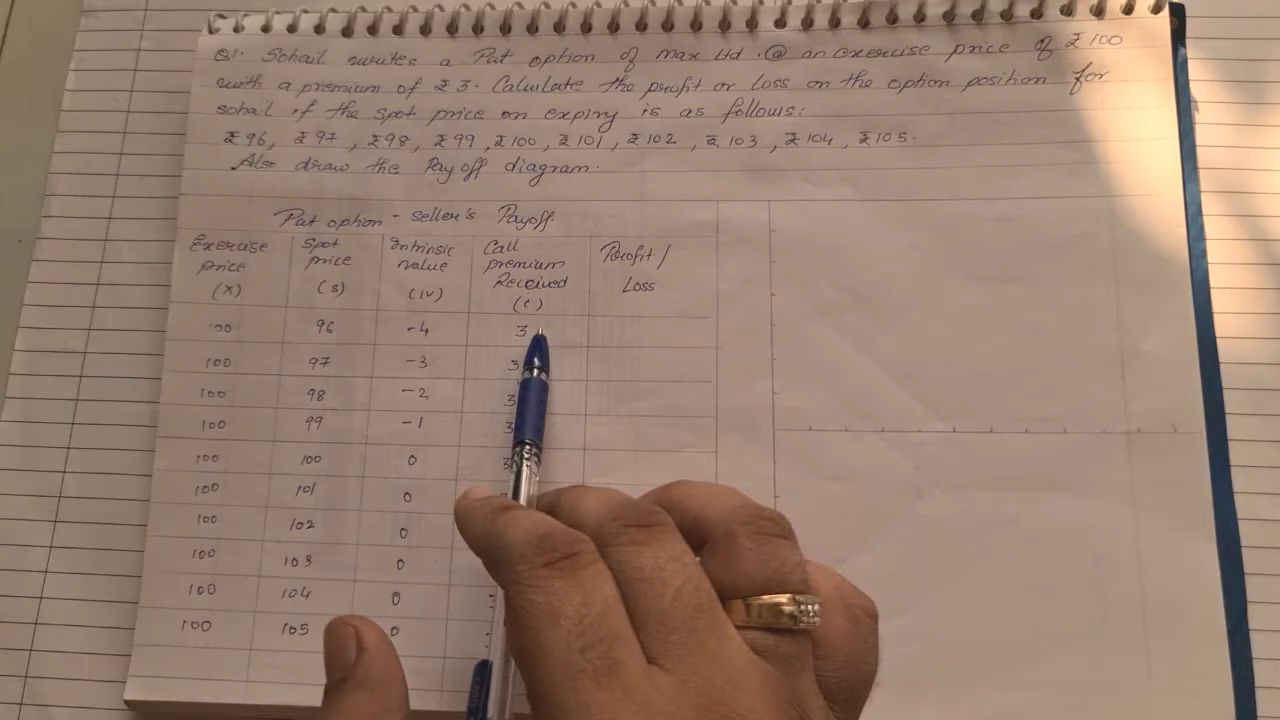 Q1. Sohail writes a Put option of Max Ltd. @ an exercise price of ₹100
with a premium of ₹3. Calulate the profit or Loss on the option position for
sohail if the spot price on expiry is as follows:
₹96, ₹97, ₹98, ₹99, ₹100, ₹101, ₹102, ₹103, ₹104, ₹105.
Also draw the Pay off diagram.
Put option - seller's Payoff.
Exercise price (X) Spot price (s) Intrinsic value (iv) Call premium Received (c) Profit / Loss.
100 96 -4 3
100 97 -3 3
100 98 -2 3
100 99 -1 3
100 100 0 3
100 101 0
100 102 0
100 103 0
100 104 0
100 105 0